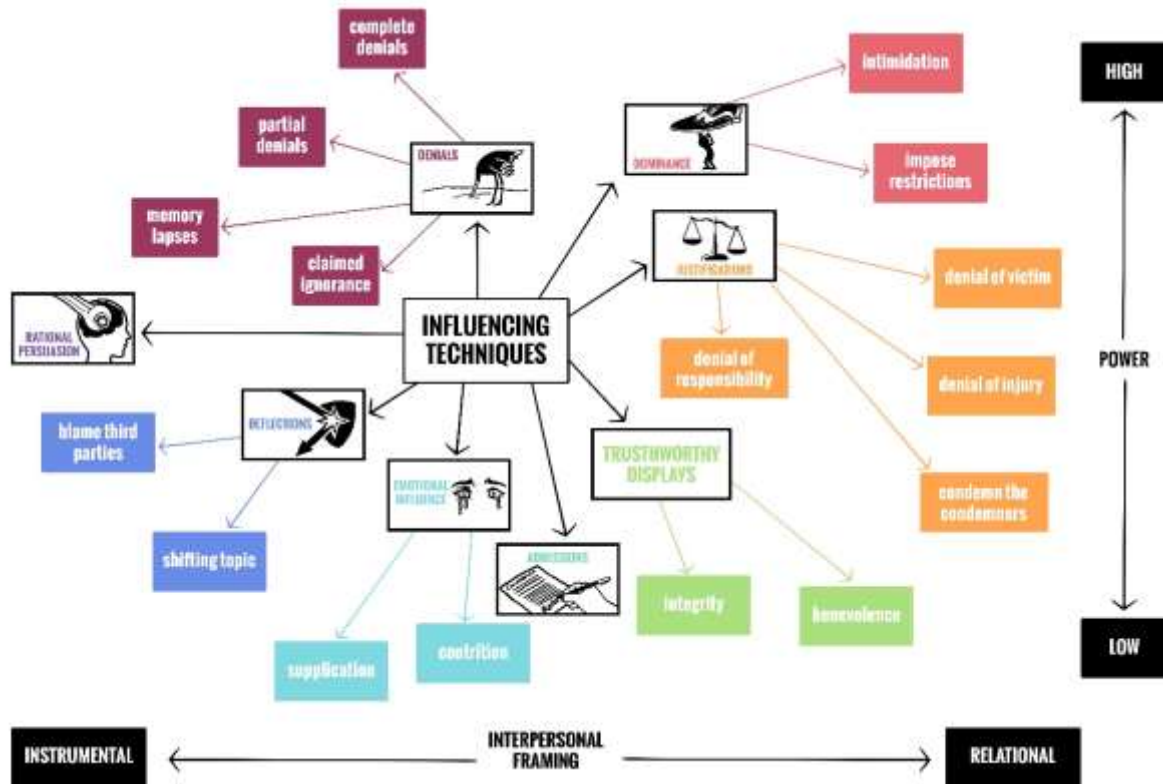 complete
denials
intimidation
HIGH
partial
denials
DENIALS
DOMINANCE
impose
restrictions
memory
lapses
claimed
ignorance
JUSTIFICATIONS
denial of victim
RATIONAL
PERSUASION
INFLUENCING
TECHNIQUES
denial of
responsibility
denial of injury
POWER
blame third
parties
DEFLECTIONS
TRUSTHWORTHY
DISPLAYS
EMOTIONAL
INFLUENCE
condemn the
condemners
shifting topic
ADMISSIONS
integrity
benevolence
supplication
contrition
LOW
INSTRUMENTAL
INTERPERSONAL
FRAMING
RELATIONAL